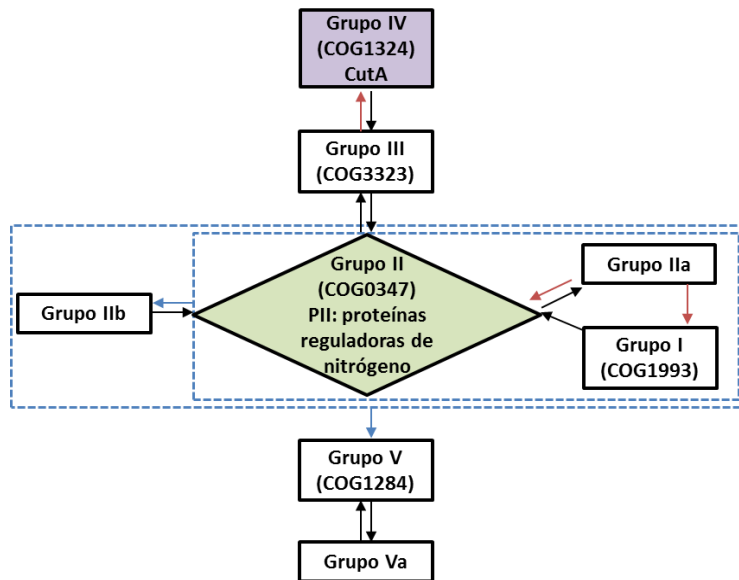 Grupo IV
(COG1324)
CutA
Grupo III
(COG3323)
Grupo II
(COG0347)
PII: proteínas
reguladoras de
nitrógeno
Grupo IIa
Grupo IIb
Grupo I
(COG1993)
Grupo V
(COG1284)
Grupo Va